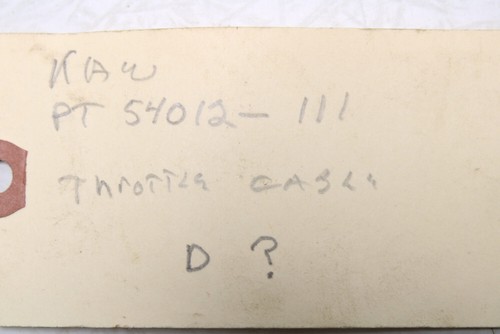 KAW
PT 54012-111
THROTTLE CABLE
D ?